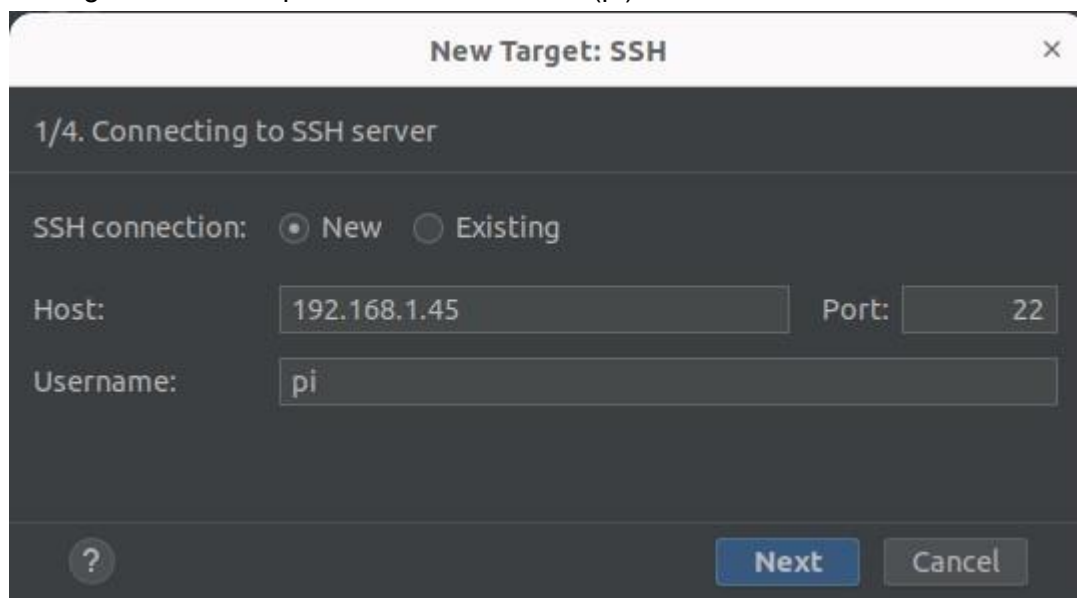 New Target: SSH
1/4. Connecting to SSH server
SSH connection: New Existing
Host: 192.168.1.45 Port: 22
Username: pi
? Next Cancel